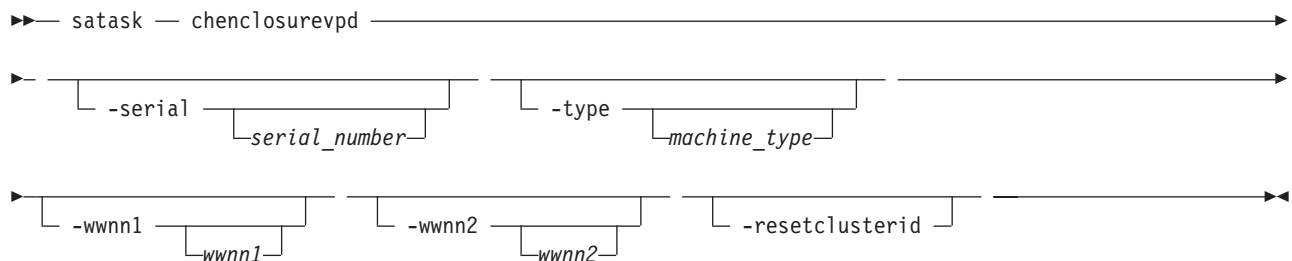 satask chenclosurevpd
-serial serial_number -type machine_type
-wwnn1 wwnn1 -wwnn2 wwnn2 -resetclusterid